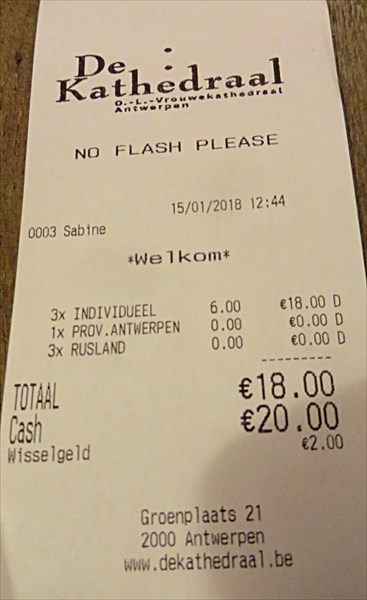 De
Kathedraal
O.-L.-Vrouwekathedraal
Antwerpen
NO FLASH PLEASE
15/01/2018 12:44
0003 Sabine
*Welkom*
3x INDIVIDUEEL 6.00 €18.00 D
1x PROV.ANTWERPEN 0.00 €0.00 D
3x RUSLAND 0.00 €0.00 D
---------
TOTAAL €18.00
Cash €20.00
Wisselgeld €2.00
Groenplaats 21
2000 Antwerpen
www.dekathedraal.be